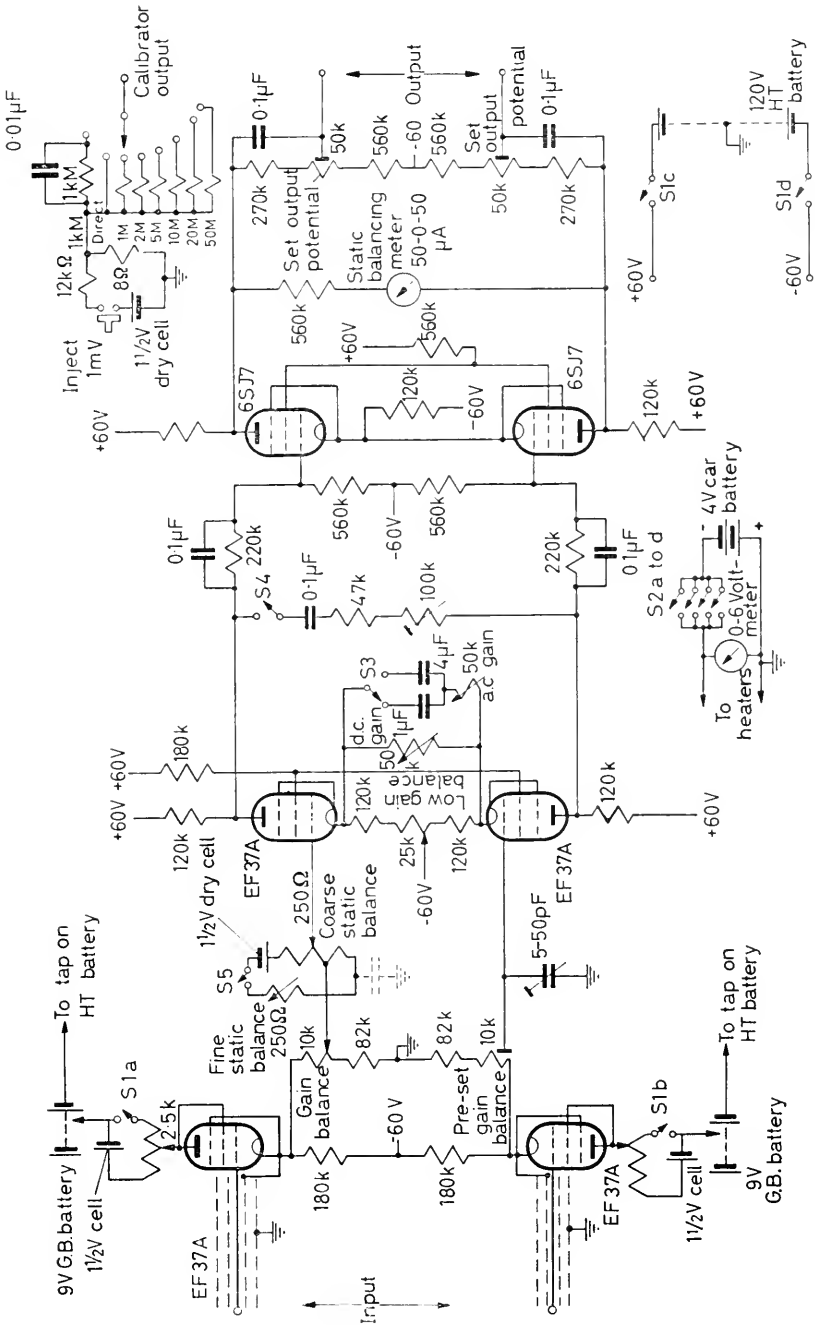 0·01µF
1kM
1kM
Direct
1M
2M
5M
10M
20M
50M
Calibrator
output
12kΩ
8Ω
Inject
1mV
1½V
dry cell
0·1µF
50k
270k
Set output
potential
560k
-60
560k
Output
Set
output
potential
50k
0·1µF
270k
Static
balancing
meter
50-0-50
µA
560k
+60V
S1c
S1d
120V
HT
battery
-60V
+60V
6SJ7
+60V
560k
120k
-60V
6SJ7
120k
+60V
0·1µF
220k
560k
-60V
560k
220k
0·1µF
S4
0·1µF
47k
100k
S3
d.c.
gain
1µF
4µF
50k
a.c gain
50
k
- 4V car
battery
+
S2a to d
0-6 Volt-
meter
To
heaters
+60V
+60V
180k
120k
EF37A
120k
Low gain
balance
25k
-60V
120k
EF37A
120k
+60V
1½V dry cell
250Ω
Coarse
static
balance
S5
Fine
static
balance
250Ω
5-50pF
To tap on
HT battery
9V G.B. battery
1½V cell
S1a
2·5k
EF37A
10k
82k
Gain
balance
180k
-60V
180k
82k
10k
Pre-set
gain
balance
EF37A
S1b
1½V cell
9V
G.B. battery
To tap on
HT battery
Input